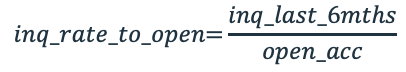 inq_last_6mths
inq_rate_to_open=
open_acc